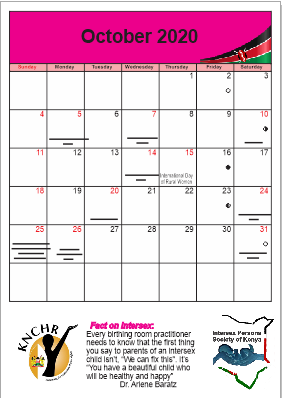 October 2020
Sunday Monday Tuesday Wednesday Thursday Friday Saturday
1 2 3
4 5 6 7 8 9 10
11 12 13 14 15 16 17
International Day
of Rural Women
18 19 20 21 22 23 24
25 26 27 28 29 30 31
Fact on Intersex:
Every birthing room practitioner
needs to know that the first thing
you say to parents of an intersex
child isn't, "We can fix this". It's
"You have a beautiful child who
will be healthy and happy"
Dr. Arlene Baratz
KNCHR
Intersex Persons
Society of Kenya